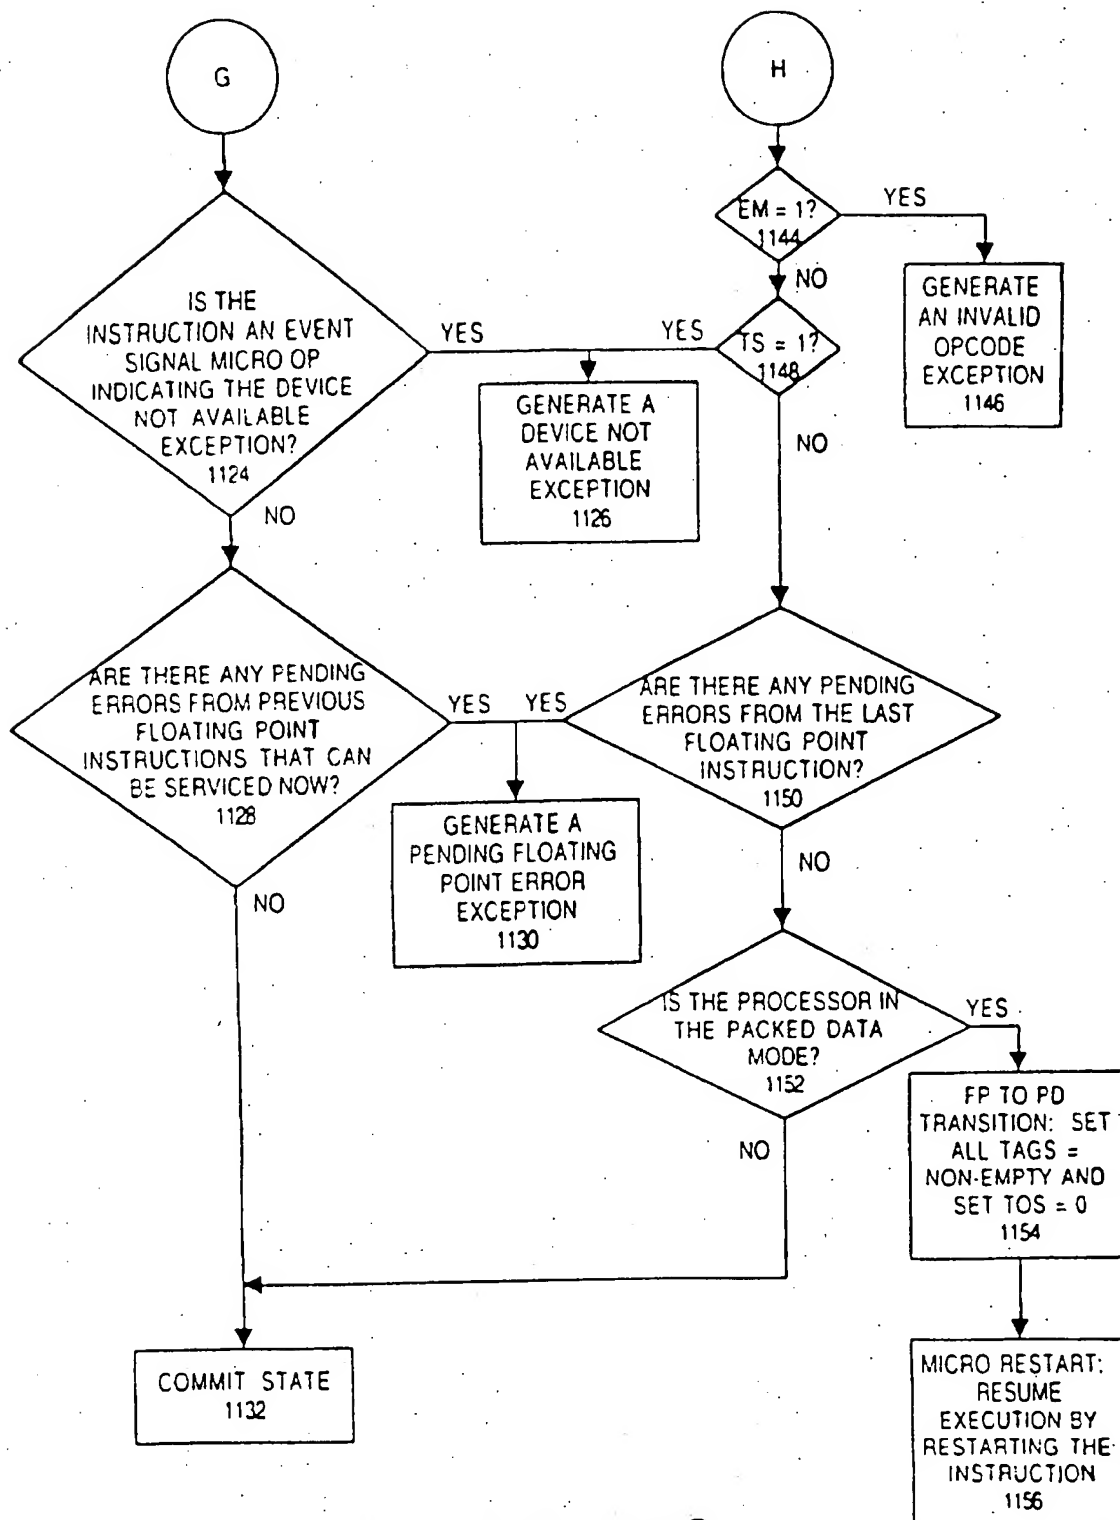 G
IS THE
INSTRUCTION AN EVENT
SIGNAL MICRO OP
INDICATING THE DEVICE
NOT AVAILABLE
EXCEPTION?
1124
YES
NO
GENERATE A
DEVICE NOT
AVAILABLE
EXCEPTION
1126
ARE THERE ANY PENDING
ERRORS FROM PREVIOUS
FLOATING POINT
INSTRUCTIONS THAT CAN
BE SERVICED NOW?
1128
YES
NO
GENERATE A
PENDING FLOATING
POINT ERROR
EXCEPTION
1130
COMMIT STATE
1132
H
EM = 1?
1144
YES
NO
GENERATE
AN INVALID
OPCODE
EXCEPTION
1146
TS = 1?
1148
YES
NO
ARE THERE ANY PENDING
ERRORS FROM THE LAST
FLOATING POINT
INSTRUCTION?
1150
YES
NO
IS THE PROCESSOR IN
THE PACKED DATA
MODE?
1152
YES
NO
FP TO PD
TRANSITION: SET
ALL TAGS =
NON-EMPTY AND
SET TOS = 0
1154
MICRO RESTART:
RESUME
EXECUTION BY
RESTARTING THE
INSTRUCTION
1156